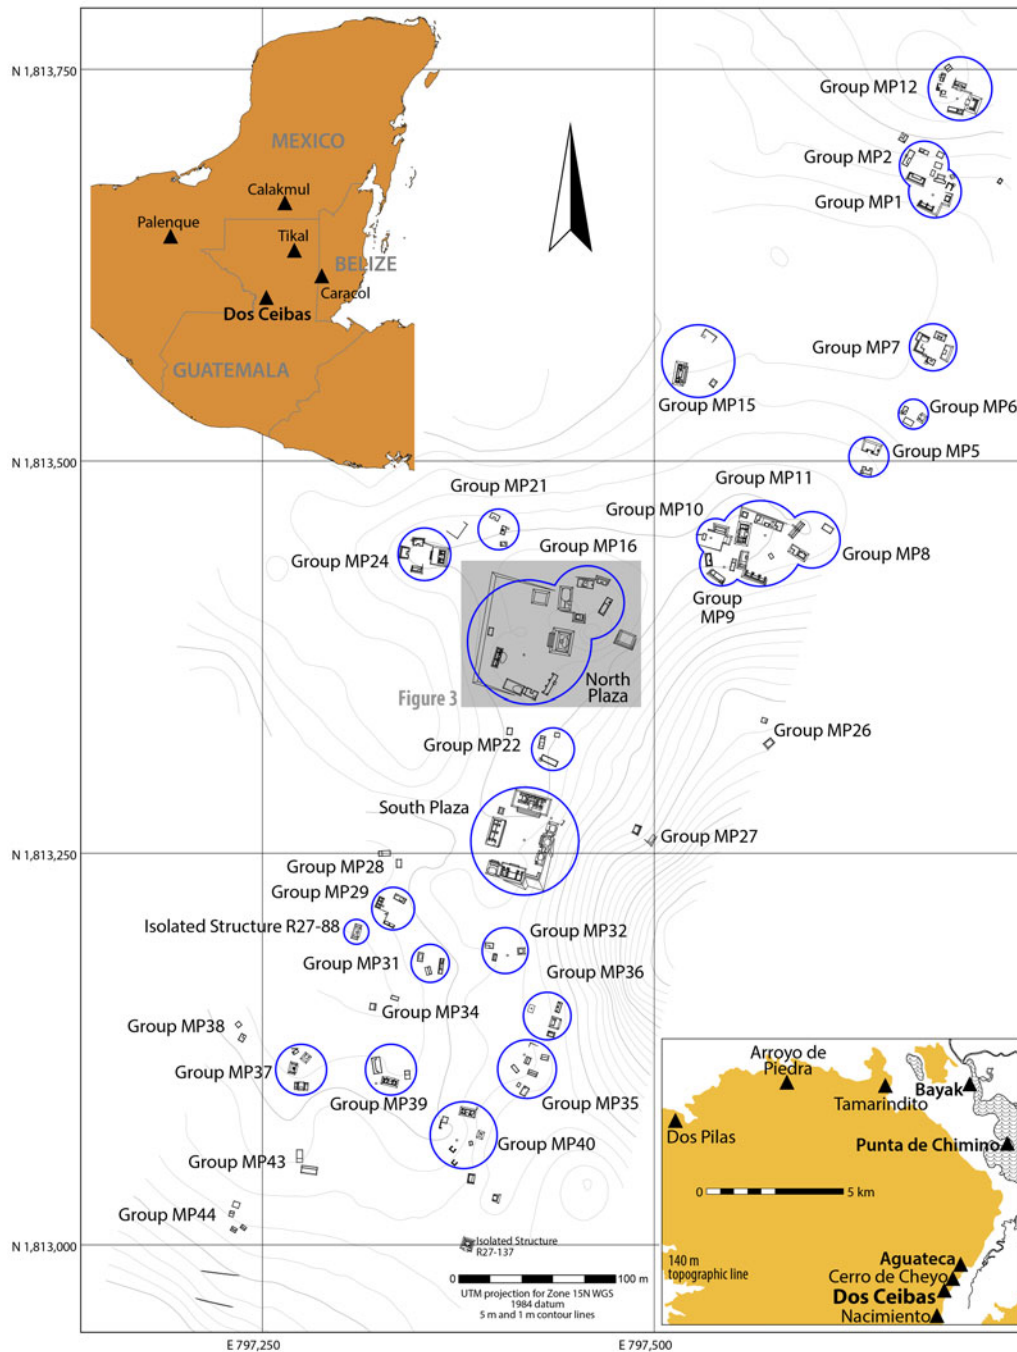 N 1,813,750
MEXICO
Calakmul
Palenque
Tikal
BELIZE
Caracol
Dos Ceibas
GUATEMALA
Group MP12
Group MP2
Group MP1
Group MP7
Group MP15
Group MP6
Group MP5
N 1,813,500
Group MP21
Group MP11
Group MP10
Group MP16
Group MP24
Group MP8
Group
MP9
North
Plaza
Figure 3
Group MP22
Group MP26
South Plaza
Group MP27
N 1,813,250
Group MP28
Group MP29
Isolated Structure R27-88
Group MP32
Group MP31
Group MP36
Group MP34
Group MP38
Group MP37
Group MP39
Group MP35
Group MP40
Group MP43
Group MP44
N 1,813,000
Isolated Structure
R27-137
0 100 m
UTM projection for Zone 15N WGS
1984 datum
5 m and 1 m contour lines
Arroyo de
Piedra
Bayak
Tamarindito
Dos Pilas
Punta de Chimino
0 5 km
140 m
topographic line
Aguateca
Cerro de Cheyo
Dos Ceibas
Nacimiento
E 797,250
E 797,500